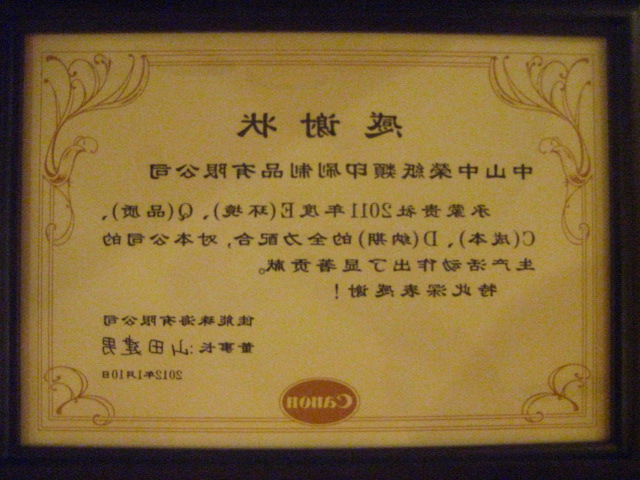 感谢状
中山中榮紙類印刷制品有限公司
承蒙贵社2011年度E(环境)、Q(品质)、
C(成本)、D(纳期)的全力配合,对本公司的
生产活动作出了显著贡献。
特此深表感谢!
佳能珠海有限公司
董事长:山田建男
2012年1月10日
Canon